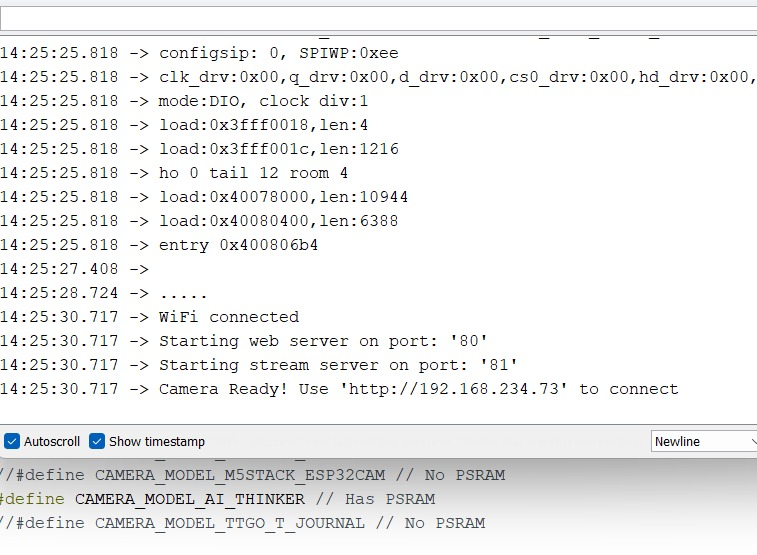 14:25:25.818 -> configsip: 0, SPIWP:0xee
14:25:25.818 -> clk_drv:0x00,q_drv:0x00,d_drv:0x00,cs0_drv:0x00,hd_drv:0x00,
14:25:25.818 -> mode:DIO, clock div:1
14:25:25.818 -> load:0x3fff0018,len:4
14:25:25.818 -> load:0x3fff001c,len:1216
14:25:25.818 -> ho 0 tail 12 room 4
14:25:25.818 -> load:0x40078000,len:10944
14:25:25.818 -> load:0x40080400,len:6388
14:25:25.818 -> entry 0x400806b4
14:25:27.408 ->
14:25:28.724 -> .....
14:25:30.717 -> WiFi connected
14:25:30.717 -> Starting web server on port: '80'
14:25:30.717 -> Starting stream server on port: '81'
14:25:30.717 -> Camera Ready! Use 'http://192.168.234.73' to connect
Autoscroll Show timestamp Newline
//#define CAMERA_MODEL_M5STACK_ESP32CAM // No PSRAM
#define CAMERA_MODEL_AI_THINKER // Has PSRAM
//#define CAMERA_MODEL_TTGO_T_JOURNAL // No PSRAM